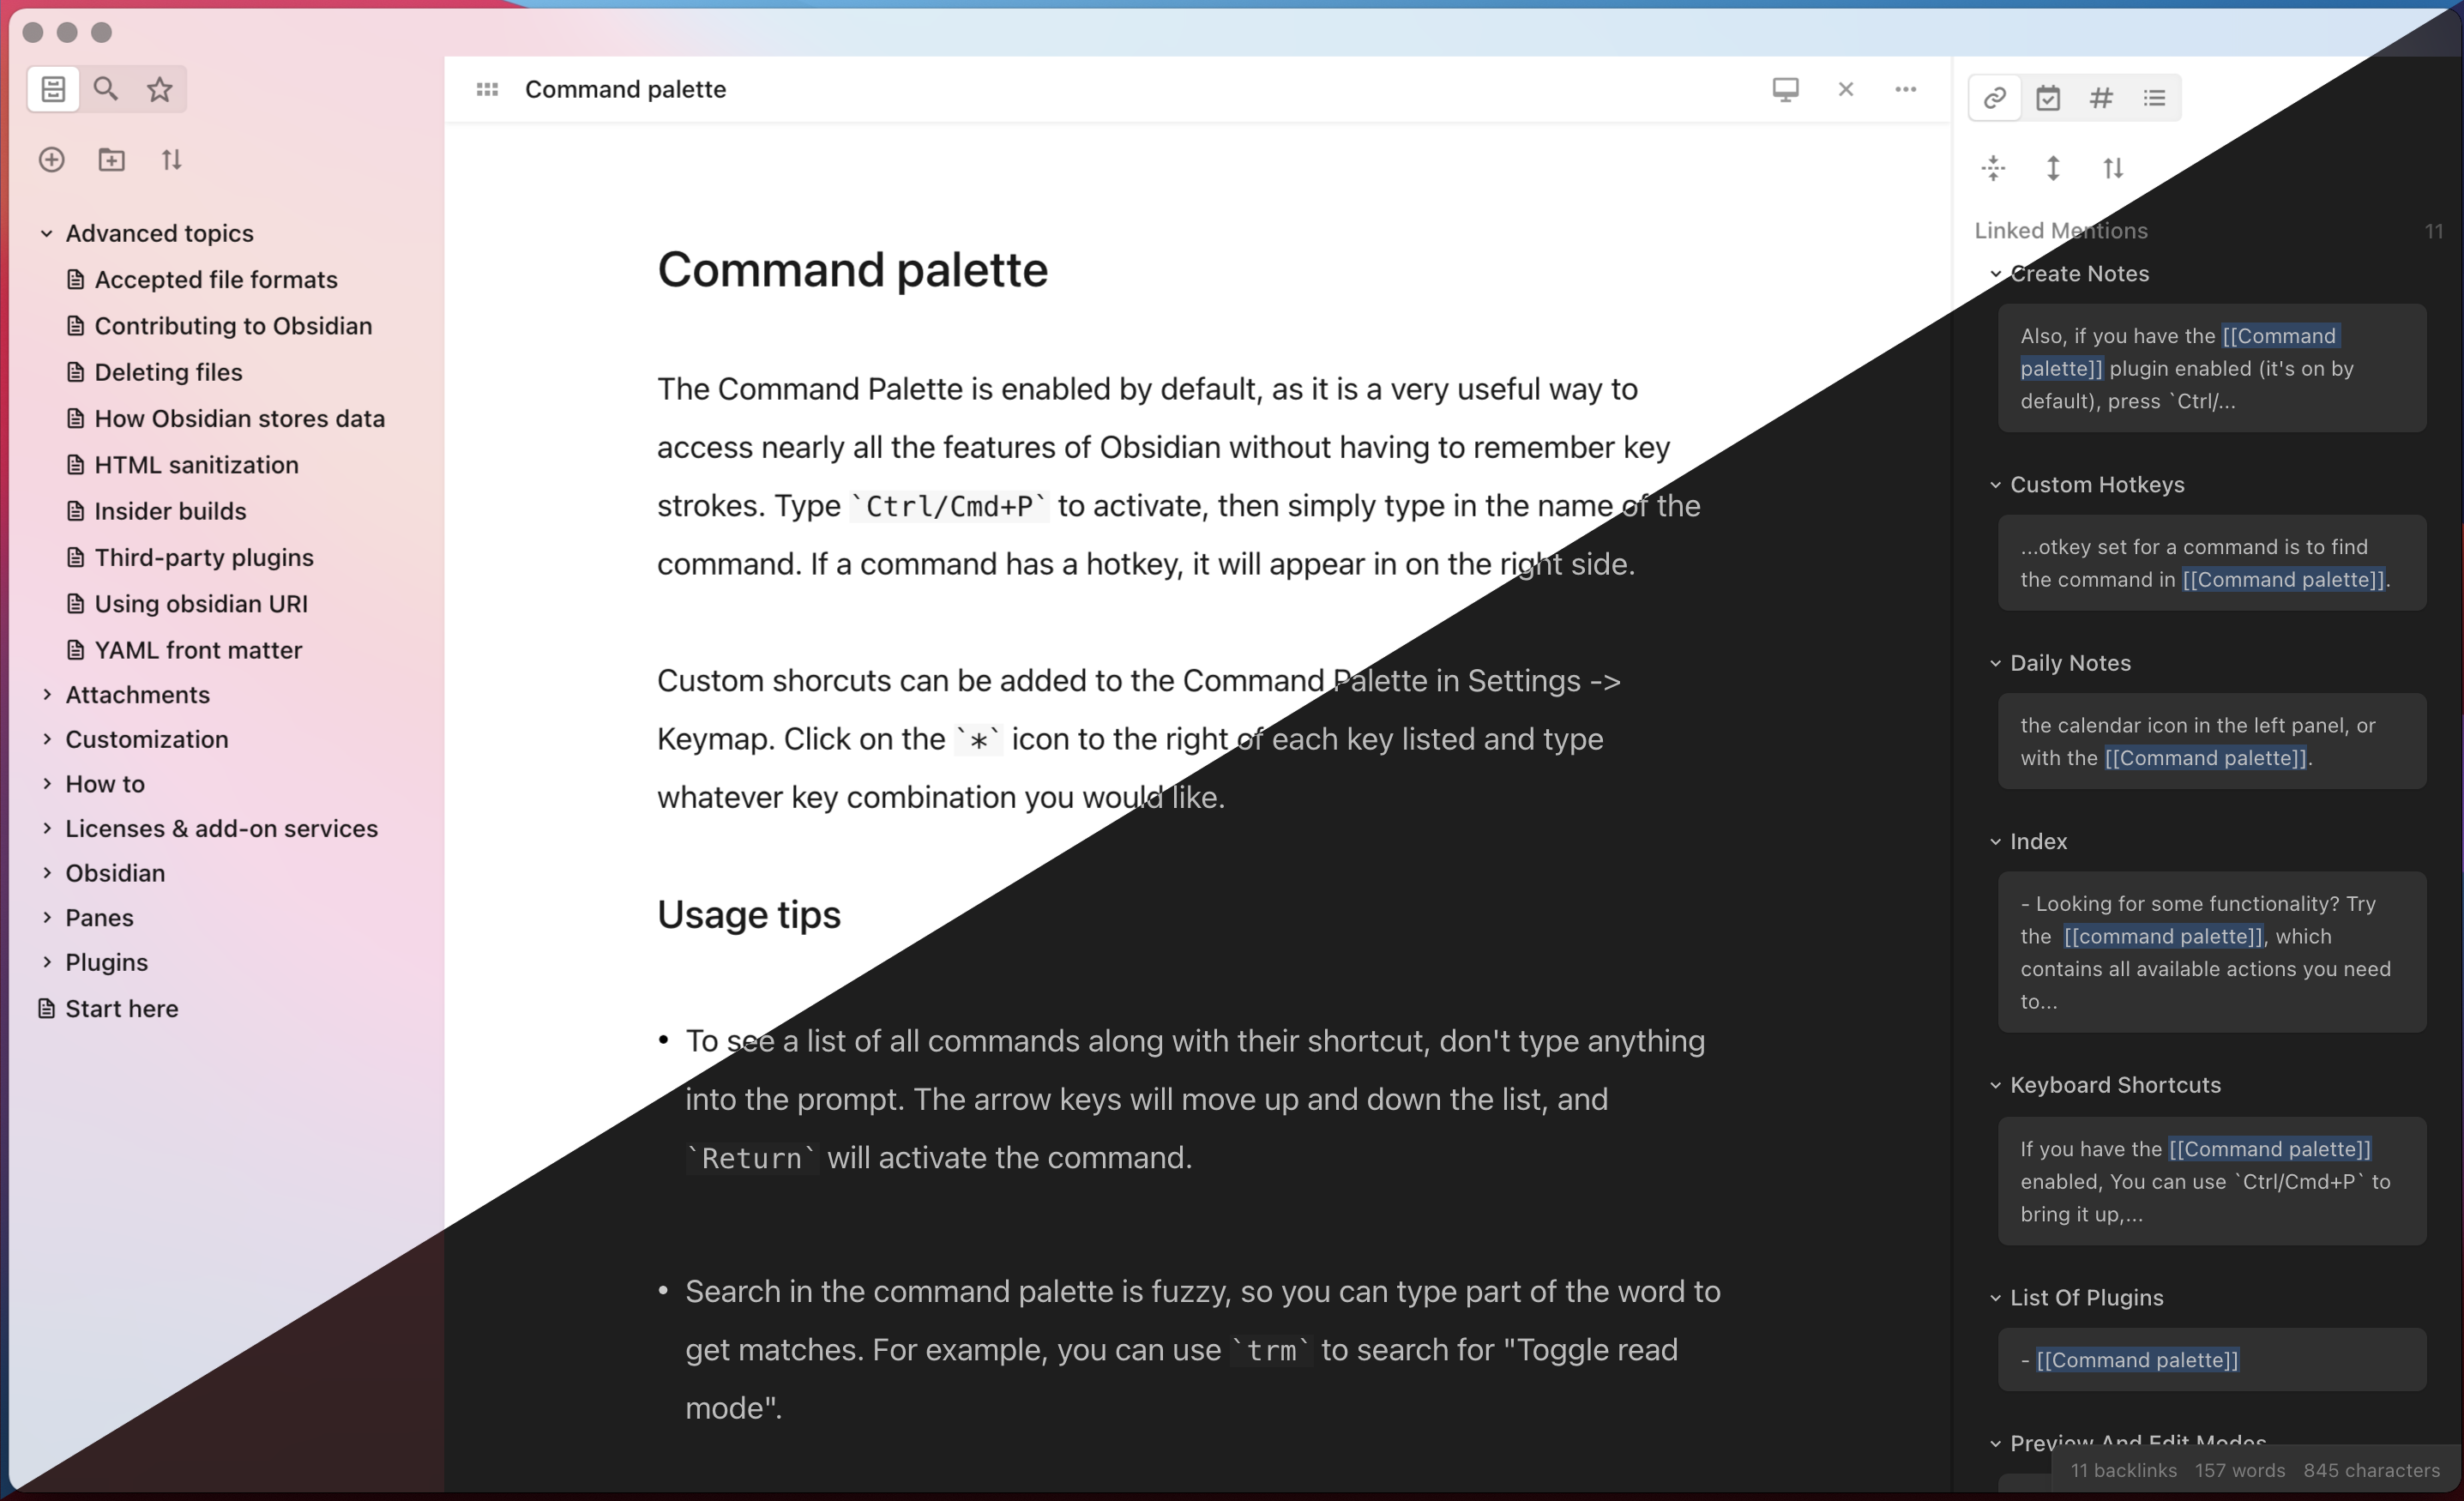 Command palette
Advanced topics
Accepted file formats
Contributing to Obsidian
Deleting files
How Obsidian stores data
HTML sanitization
Insider builds
Third-party plugins
Using obsidian URI
YAML front matter
Attachments
Customization
How to
Licenses & add-on services
Obsidian
Panes
Plugins
Start here
Command palette
The Command Palette is enabled by default, as it is a very useful way to
access nearly all the features of Obsidian without having to remember key
strokes. Type `Ctrl/Cmd+P` to activate, then simply type in the name of the
command. If a command has a hotkey, it will appear in on the right side.
Custom shorcuts can be added to the Command Palette in Settings ->
Keymap. Click on the `*` icon to the right of each key listed and type
whatever key combination you would like.
Usage tips
• To see a list of all commands along with their shortcut, don't type anything
into the prompt. The arrow keys will move up and down the list, and
`Return` will activate the command.
• Search in the command palette is fuzzy, so you can type part of the word to
get matches. For example, you can use `trm` to search for "Toggle read
mode".
Linked Mentions 11
Create Notes
Also, if you have the [[Command
palette]] plugin enabled (it's on by
default), press `Ctrl/...
Custom Hotkeys
...otkey set for a command is to find
the command in [[Command palette]].
Daily Notes
the calendar icon in the left panel, or
with the [[Command palette]].
Index
- Looking for some functionality? Try
the [[command palette]], which
contains all available actions you need
to...
Keyboard Shortcuts
If you have the [[Command palette]]
enabled, You can use `Ctrl/Cmd+P` to
bring it up,...
List Of Plugins
- [[Command palette]]
Preview And Edit Modes
11 backlinks 157 words 845 characters